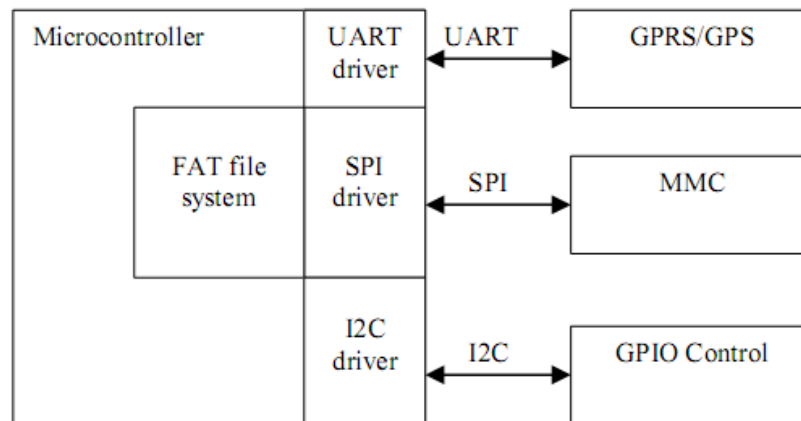 Microcontroller
UART
driver
UART
GPRS/GPS
FAT file
system
SPI
driver
SPI
MMC
I2C
driver
I2C
GPIO Control